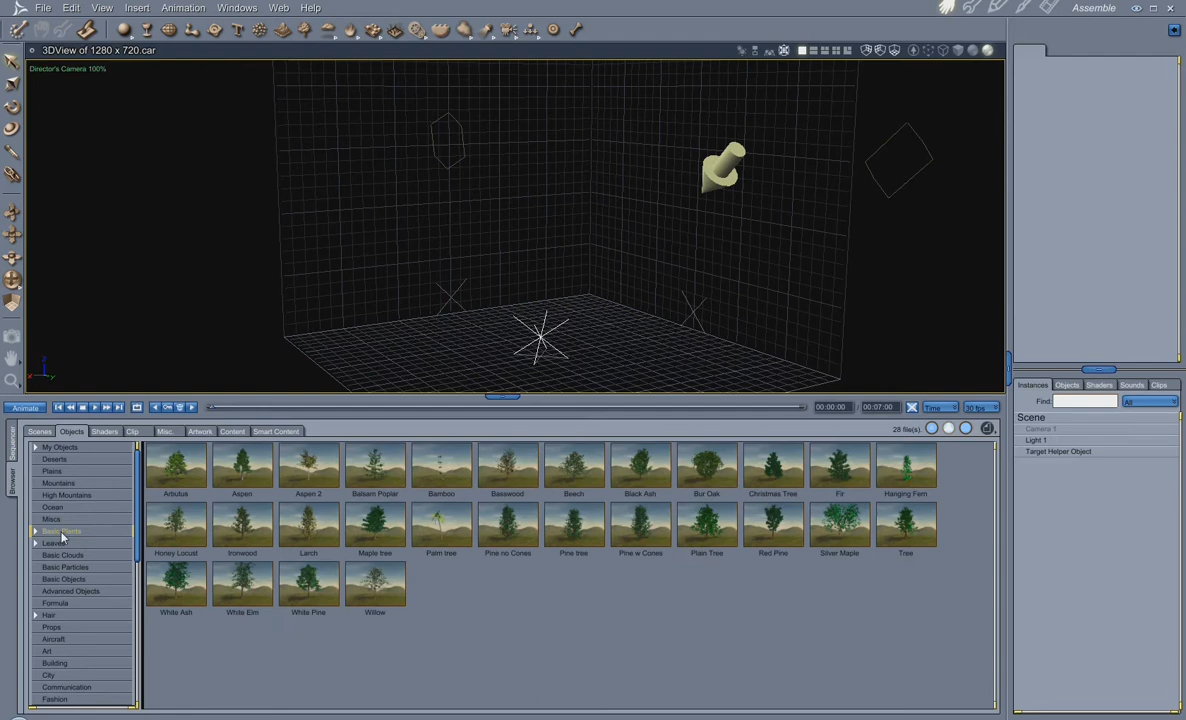 File Edit View Insert Animation Windows Web Help
Assemble
3DView of 1280 x 720.car
Director's Camera 100%
Z
X
Y
Animate
00:00:00
00:07:00
Time
30 fps
Instances Objects Shaders Sounds Clips
Find:
All
Scene
Camera 1
Light 1
Target Helper Object
Sequencer
Browser
Scenes Objects Shaders Clip Misc. Artwork Content Smart Content
28 file(s).
My Objects
Deserts
Plains
Mountains
High Mountains
Ocean
Miscs
Basic Plants
Leaves
Basic Clouds
Basic Particles
Basic Objects
Advanced Objects
Formula
Hair
Props
Aircraft
Art
Building
City
Communication
Fashion
Arbutus Aspen Aspen 2 Balsam Poplar Bamboo Basswood Beech Black Ash Bur Oak Christmas Tree Fir Hanging Fern
Honey Locust Ironwood Larch Maple tree Palm tree Pine no Cones Pine tree Pine w Cones Plain Tree Red Pine Silver Maple Tree
White Ash White Elm White Pine Willow